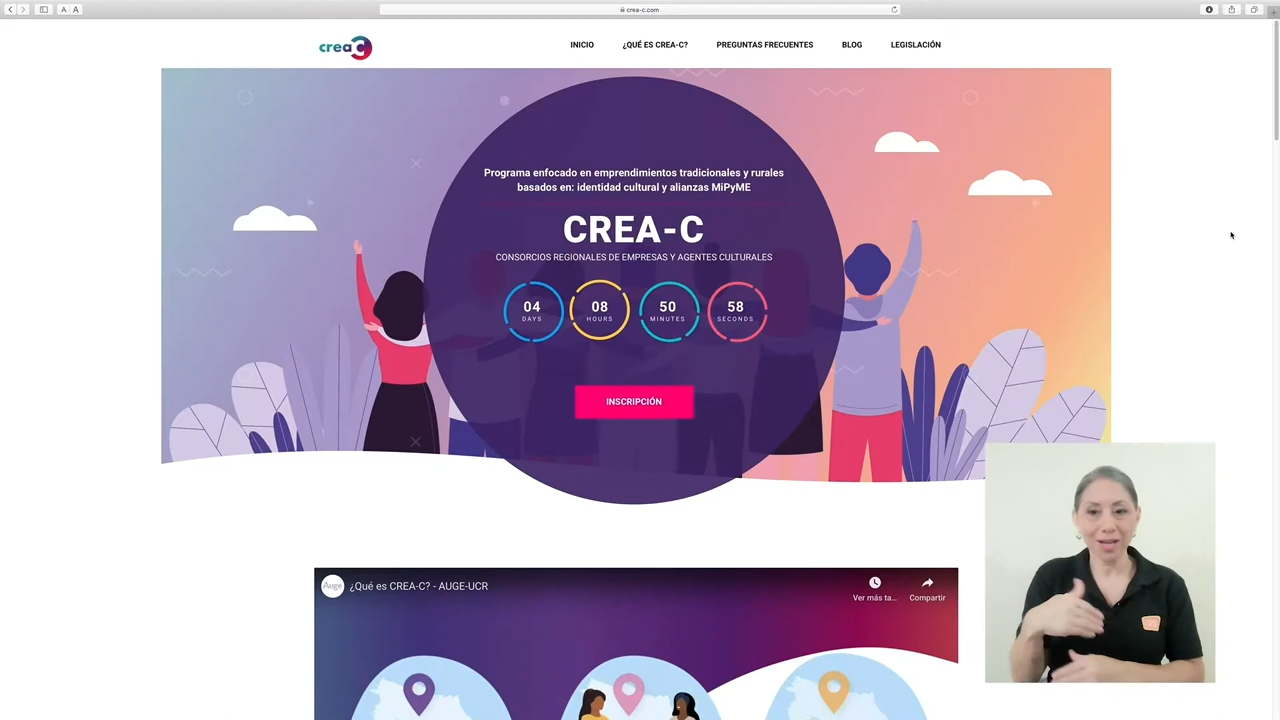 A A
crea-c.com
crea C
INICIO
¿QUÉ ES CREA-C?
PREGUNTAS FRECUENTES
BLOG
LEGISLACIÓN
Programa enfocado en emprendimientos tradicionales y rurales
basados en: identidad cultural y alianzas MiPyME
CREA-C
CONSORCIOS REGIONALES DE EMPRESAS Y AGENTES CULTURALES
04 08 50 58
DAYS HOURS MINUTES SECONDS
INSCRIPCIÓN
Auge
¿Qué es CREA-C? - AUGE-UCR
Ver más ta...
Compartir